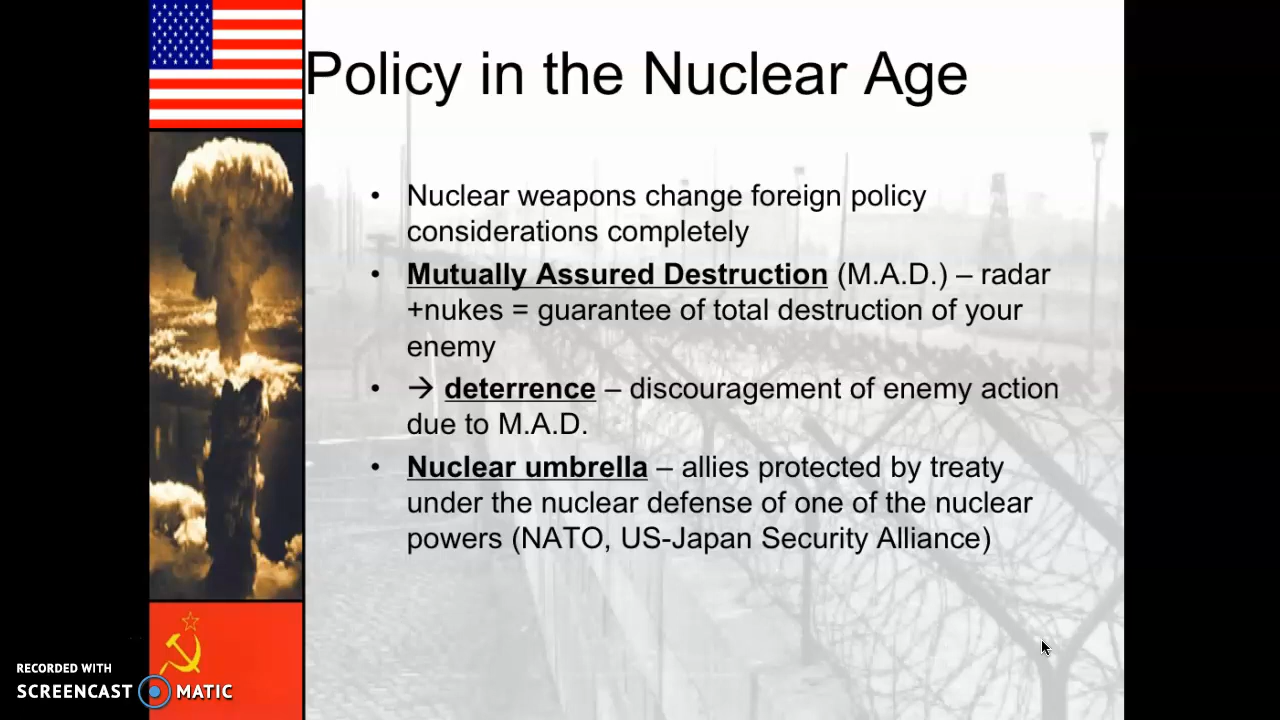 Policy in the Nuclear Age
• Nuclear weapons change foreign policy
considerations completely
• Mutually Assured Destruction (M.A.D.) – radar
+nukes = guarantee of total destruction of your
enemy
• → deterrence – discouragement of enemy action
due to M.A.D.
• Nuclear umbrella – allies protected by treaty
under the nuclear defense of one of the nuclear
powers (NATO, US-Japan Security Alliance)
RECORDED WITH
SCREENCAST MATIC